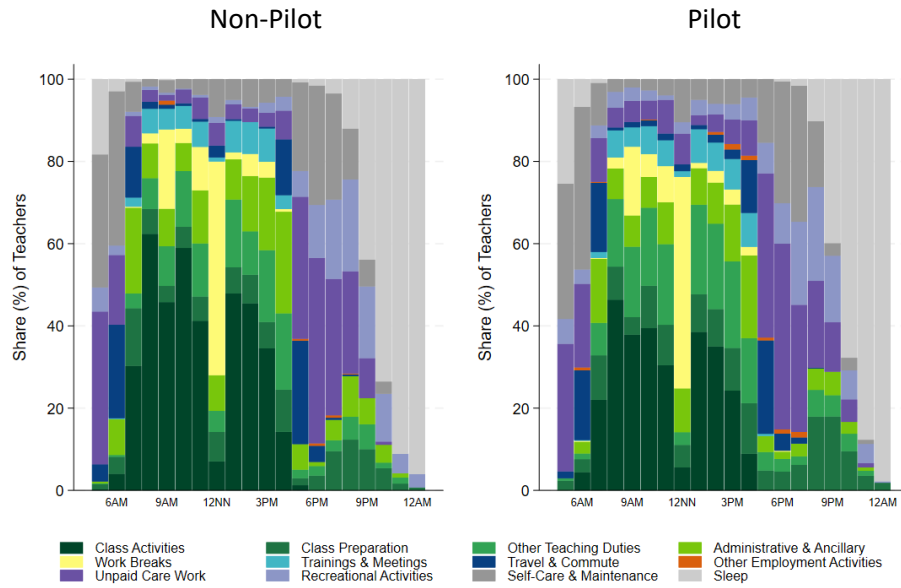 Non-Pilot
Pilot
Share (%) of Teachers
100
80
60
40
20
0
6AM 9AM 12NN 3PM 6PM 9PM 12AM
Share (%) of Teachers
100
80
60
40
20
0
6AM 9AM 12NN 3PM 6PM 9PM 12AM
Class Activities Class Preparation Other Teaching Duties Administrative & Ancillary
Work Breaks Trainings & Meetings Travel & Commute Other Employment Activities
Unpaid Care Work Recreational Activities Self-Care & Maintenance Sleep